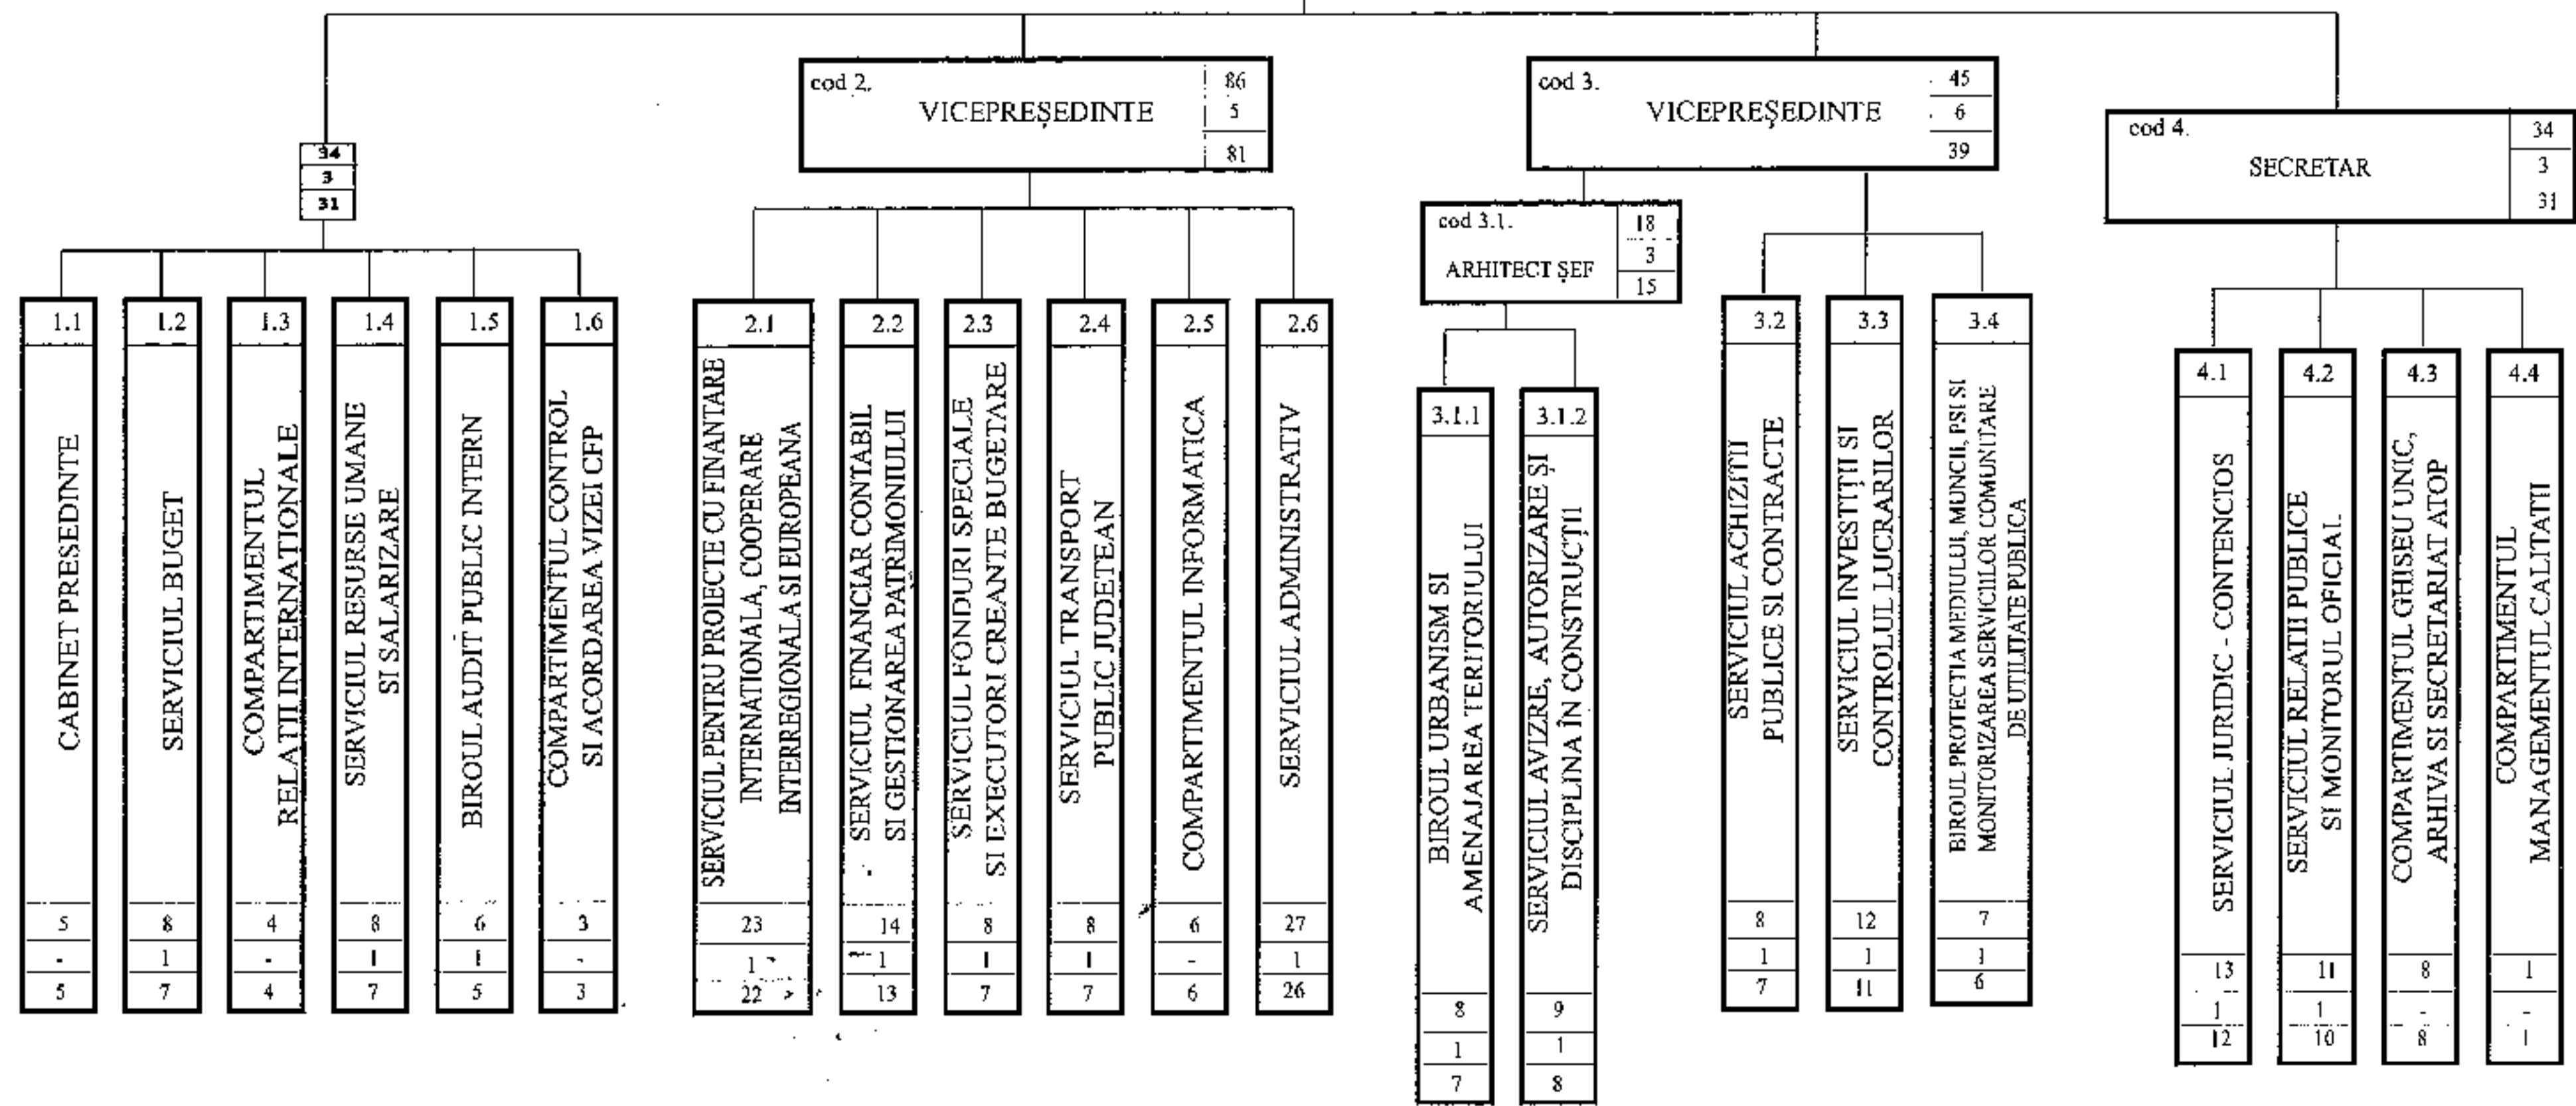 cod 2.
VICEPREȘEDINTE
86
5
81
cod 3.
VICEPREȘEDINTE
45
6
39
cod 4.
SECRETAR
34
3
31
34
3
31
cod 3.1.
ARHITECT ȘEF
18
3
15
1.1
CABINET PRESEDINTE
5
-
5
1.2
SERVICIUL BUGET
8
1
7
1.3
COMPARTIMENTUL
RELATII INTERNATIONALE
4
-
4
1.4
SERVICIUL RESURSE UMANE
SI SALARIZARE
8
1
7
1.5
BIROUL AUDIT PUBLIC INTERN
6
1
5
1.6
COMPARTIMENTUL CONTROL
SI ACORDAREA VIZEI CFP
3
-
3
2.1
SERVICIUL PENTRU PROIECTE CU FINANTARE
INTERNATIONALA, COOPERARE
INTERREGIONALA SI EUROPEANA
23
1
22
2.2
SERVICIUL FINANCIAR CONTABIL
SI GESTIONAREA PATRIMONIULUI
14
1
13
2.3
SERVICIUL FONDURI SPECIALE
SI EXECUTORI CREANTE BUGETARE
8
1
7
2.4
SERVICIUL TRANSPORT
PUBLIC JUDETEAN
8
1
7
2.5
COMPARTIMENTUL INFORMATICA
6
-
6
2.6
SERVICIUL ADMINISTRATIV
27
1
26
3.1.1
BIROUL URBANISM SI
AMENAJAREA TERITORIULUI
8
1
7
3.1.2
SERVICIUL AVIZRE, AUTORIZARE ȘI
DISCIPLINA ÎN CONSTRUCȚII
9
1
8
3.2
SERVICIUL ACHIZITII
PUBLICE SI CONTRACTE
8
1
7
3.3
SERVICIUL INVESTIȚII SI
CONTROLUL LUCRARILOR
12
1
11
3.4
BIROUL PROTECTIA MEDIULUI, MUNCII, PSI SI
MONITORIZAREA SERVICIILOR COMUNITARE
DE UTILITATE PUBLICA
7
1
6
4.1
SERVICIUL JURIDIC - CONTENCIOS
13
1
12
4.2
SERVICIUL RELATII PUBLICE
SI MONITORUL OFICIAL
11
1
10
4.3
COMPARTIMENTUL GHISEU UNIC,
ARHIVA SI SECRETARIAT ATOP
8
-
8
4.4
COMPARTIMENTUL
MANAGEMENTUL CALITATII
1
-
1